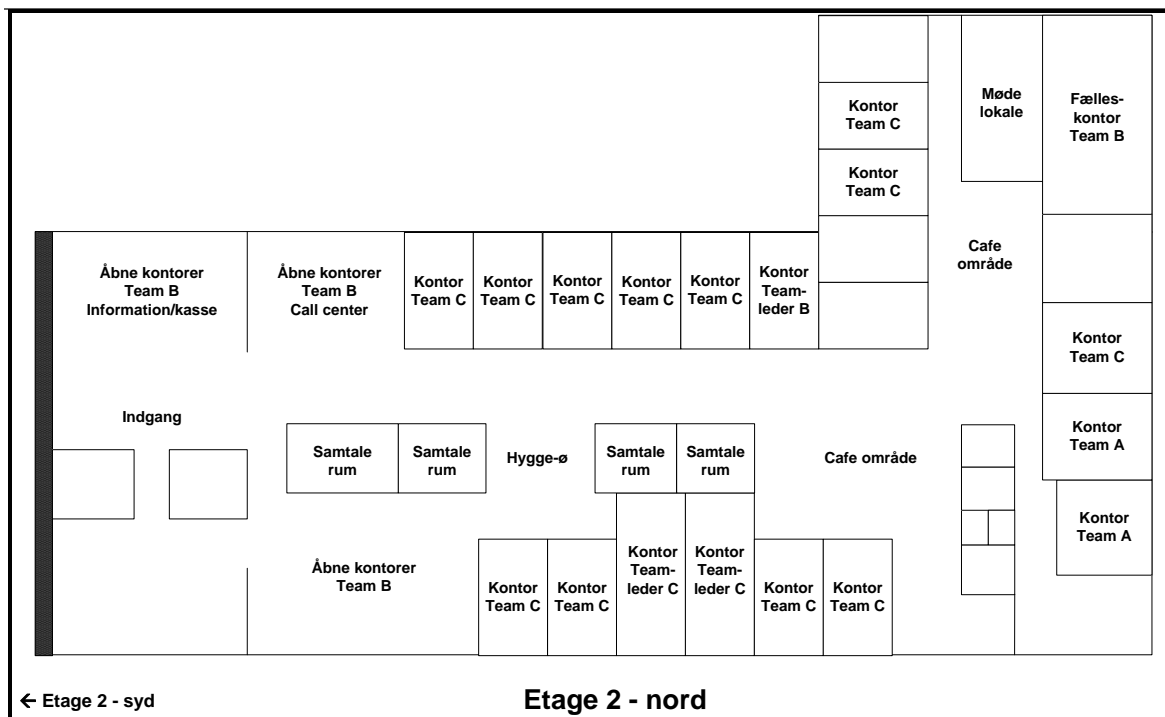 Kontor
Team C
Kontor
Team C
Møde
lokale
Fælles-
kontor
Team B
Cafe
område
Åbne kontorer
Team B
Information/kasse
Åbne kontorer
Team B
Call center
Kontor
Team C
Kontor
Team C
Kontor
Team C
Kontor
Team C
Kontor
Team C
Kontor
Team-
leder B
Kontor
Team C
Kontor
Team A
Kontor
Team A
Indgang
Samtale
rum
Samtale
rum
Hygge-ø
Samtale
rum
Samtale
rum
Cafe område
Åbne kontorer
Team B
Kontor
Team C
Kontor
Team C
Kontor
Team-
leder C
Kontor
Team-
leder C
Kontor
Team C
Kontor
Team C
← Etage 2 - syd
Etage 2 - nord